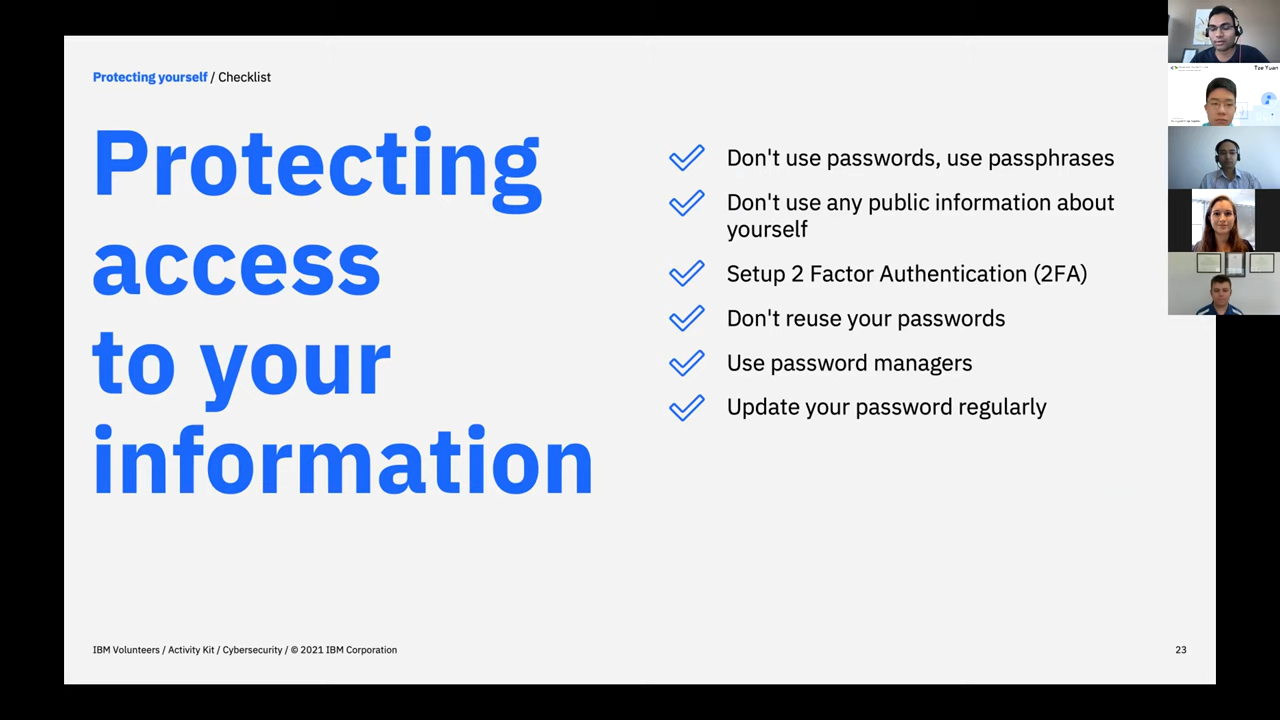 Protecting yourself / Checklist
Protecting
access
to your
information
Don't use passwords, use passphrases
Don't use any public information about
yourself
Setup 2 Factor Authentication (2FA)
Don't reuse your passwords
Use password managers
Update your password regularly
IBM Volunteers / Activity Kit / Cybersecurity / © 2021 IBM Corporation
23
Tze Yuan